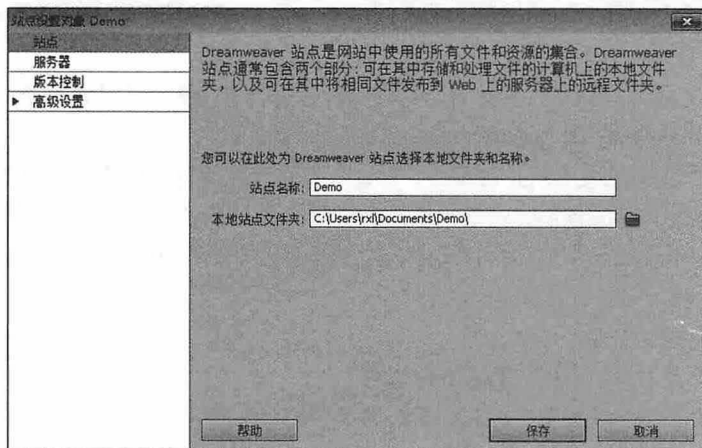 站点设置对象 Demo
站点
服务器
版本控制
高级设置
Dreamweaver 站点是网站中使用的所有文件和资源的集合。Dreamweaver
站点通常包含两个部分:可在其中存储和处理文件的计算机上的本地文件
夹，以及可在其中将相同文件发布到 Web 上的服务器上的远程文件夹。
您可以在此处为 Dreamweaver 站点选择本地文件夹和名称。
站点名称: Demo
本地站点文件夹: C:\Users\rxl\Documents\Demo\
帮助
保存
取消